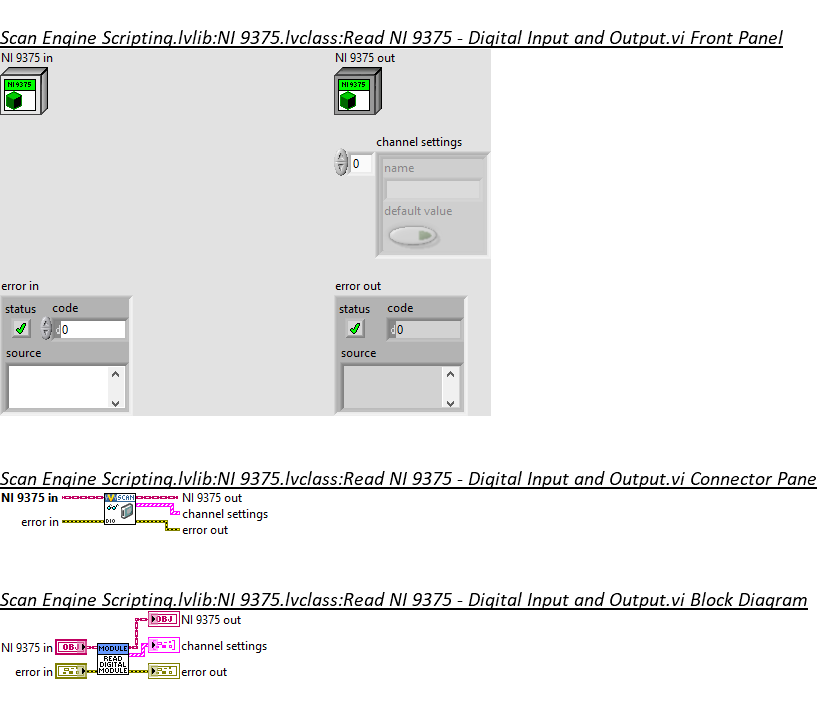 Scan Engine Scripting.lvlib:NI 9375.lvclass:Read NI 9375 - Digital Input and Output.vi Front Panel
NI 9375 in
NI 9375 out
NI 9375
NI 9375
channel settings
0
name
default value
error in
error out
status
code
status
code
d
0
d
0
source
source
Scan Engine Scripting.lvlib:NI 9375.lvclass:Read NI 9375 - Digital Input and Output.vi Connector Pane
NI 9375 in
SCAN
NI 9375 out
channel settings
error in
DIO
error out
Scan Engine Scripting.lvlib:NI 9375.lvclass:Read NI 9375 - Digital Input and Output.vi Block Diagram
OBJ
NI 9375 out
NI 9375 in
OBJ
MODULE
channel settings
READ
DIGITAL
MODULE
error in
error out